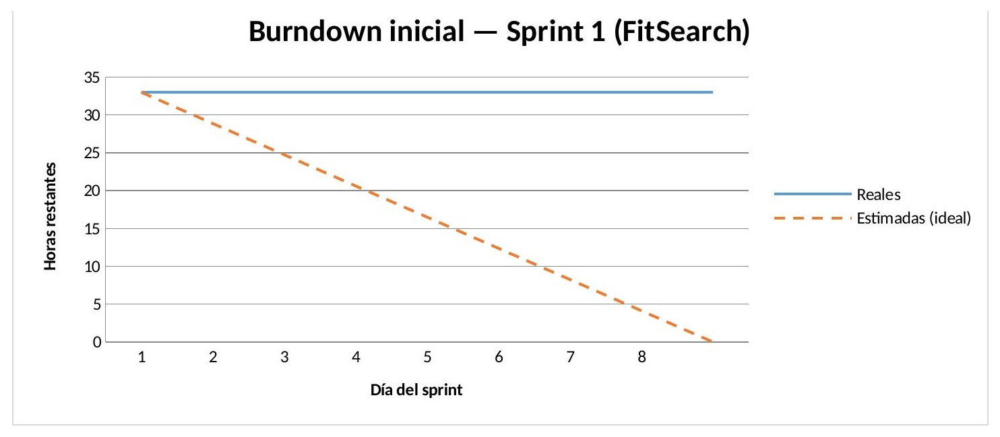 Burndown inicial — Sprint 1 (FitSearch)
35
30
25
20
15
10
5
0
Horas restantes
1 2 3 4 5 6 7 8
Día del sprint
Reales
Estimadas (ideal)